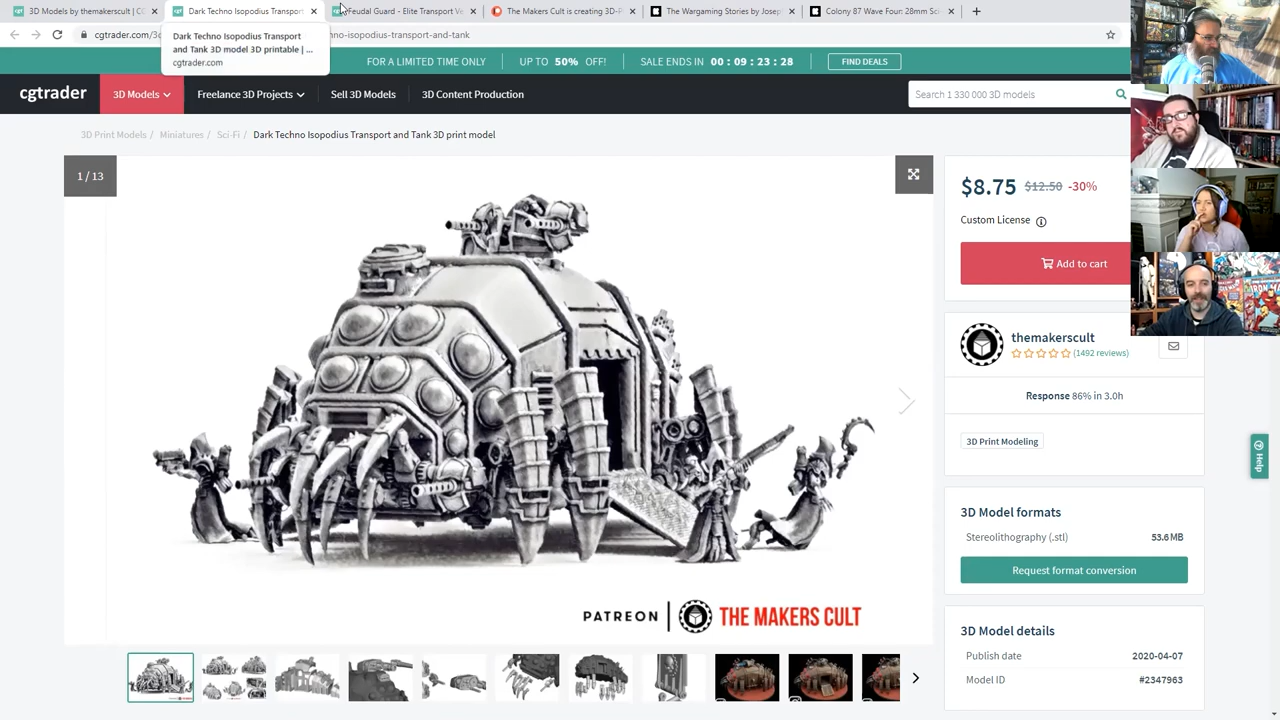 3D Models by themakerscult | CG
Dark Techno Isopodius Transport
Feudal Guard - Elite Transport Ve
The Makers Cult is creating 3D-P
The Wargaming Stories by Josep
Colony 87 Wave Four 28mm Sci
cgtrader.com/3d
no-isopodius-transport-and-tank
Dark Techno Isopodius Transport
and Tank 3D model 3D printable | ...
cgtrader.com
FOR A LIMITED TIME ONLY
UP TO 50% OFF!
SALE ENDS IN 00 : 09 : 23 : 28
FIND DEALS
cgtrader
3D Models
Freelance 3D Projects
Sell 3D Models
3D Content Production
Search 1 330 000 3D models
3D Print Models / Miniatures / Sci-Fi / Dark Techno Isopodius Transport and Tank 3D print model
1 / 13
$8.75 $12.50 -30%
Custom License
Add to cart
themakerscult
(1492 reviews)
Response 86% in 3.0h
3D Print Modeling
Help
3D Model formats
Stereolithography (.stl) 53.6MB
Request format conversion
PATREON | THE MAKERS CULT
3D Model details
Publish date 2020-04-07
Model ID #2347963